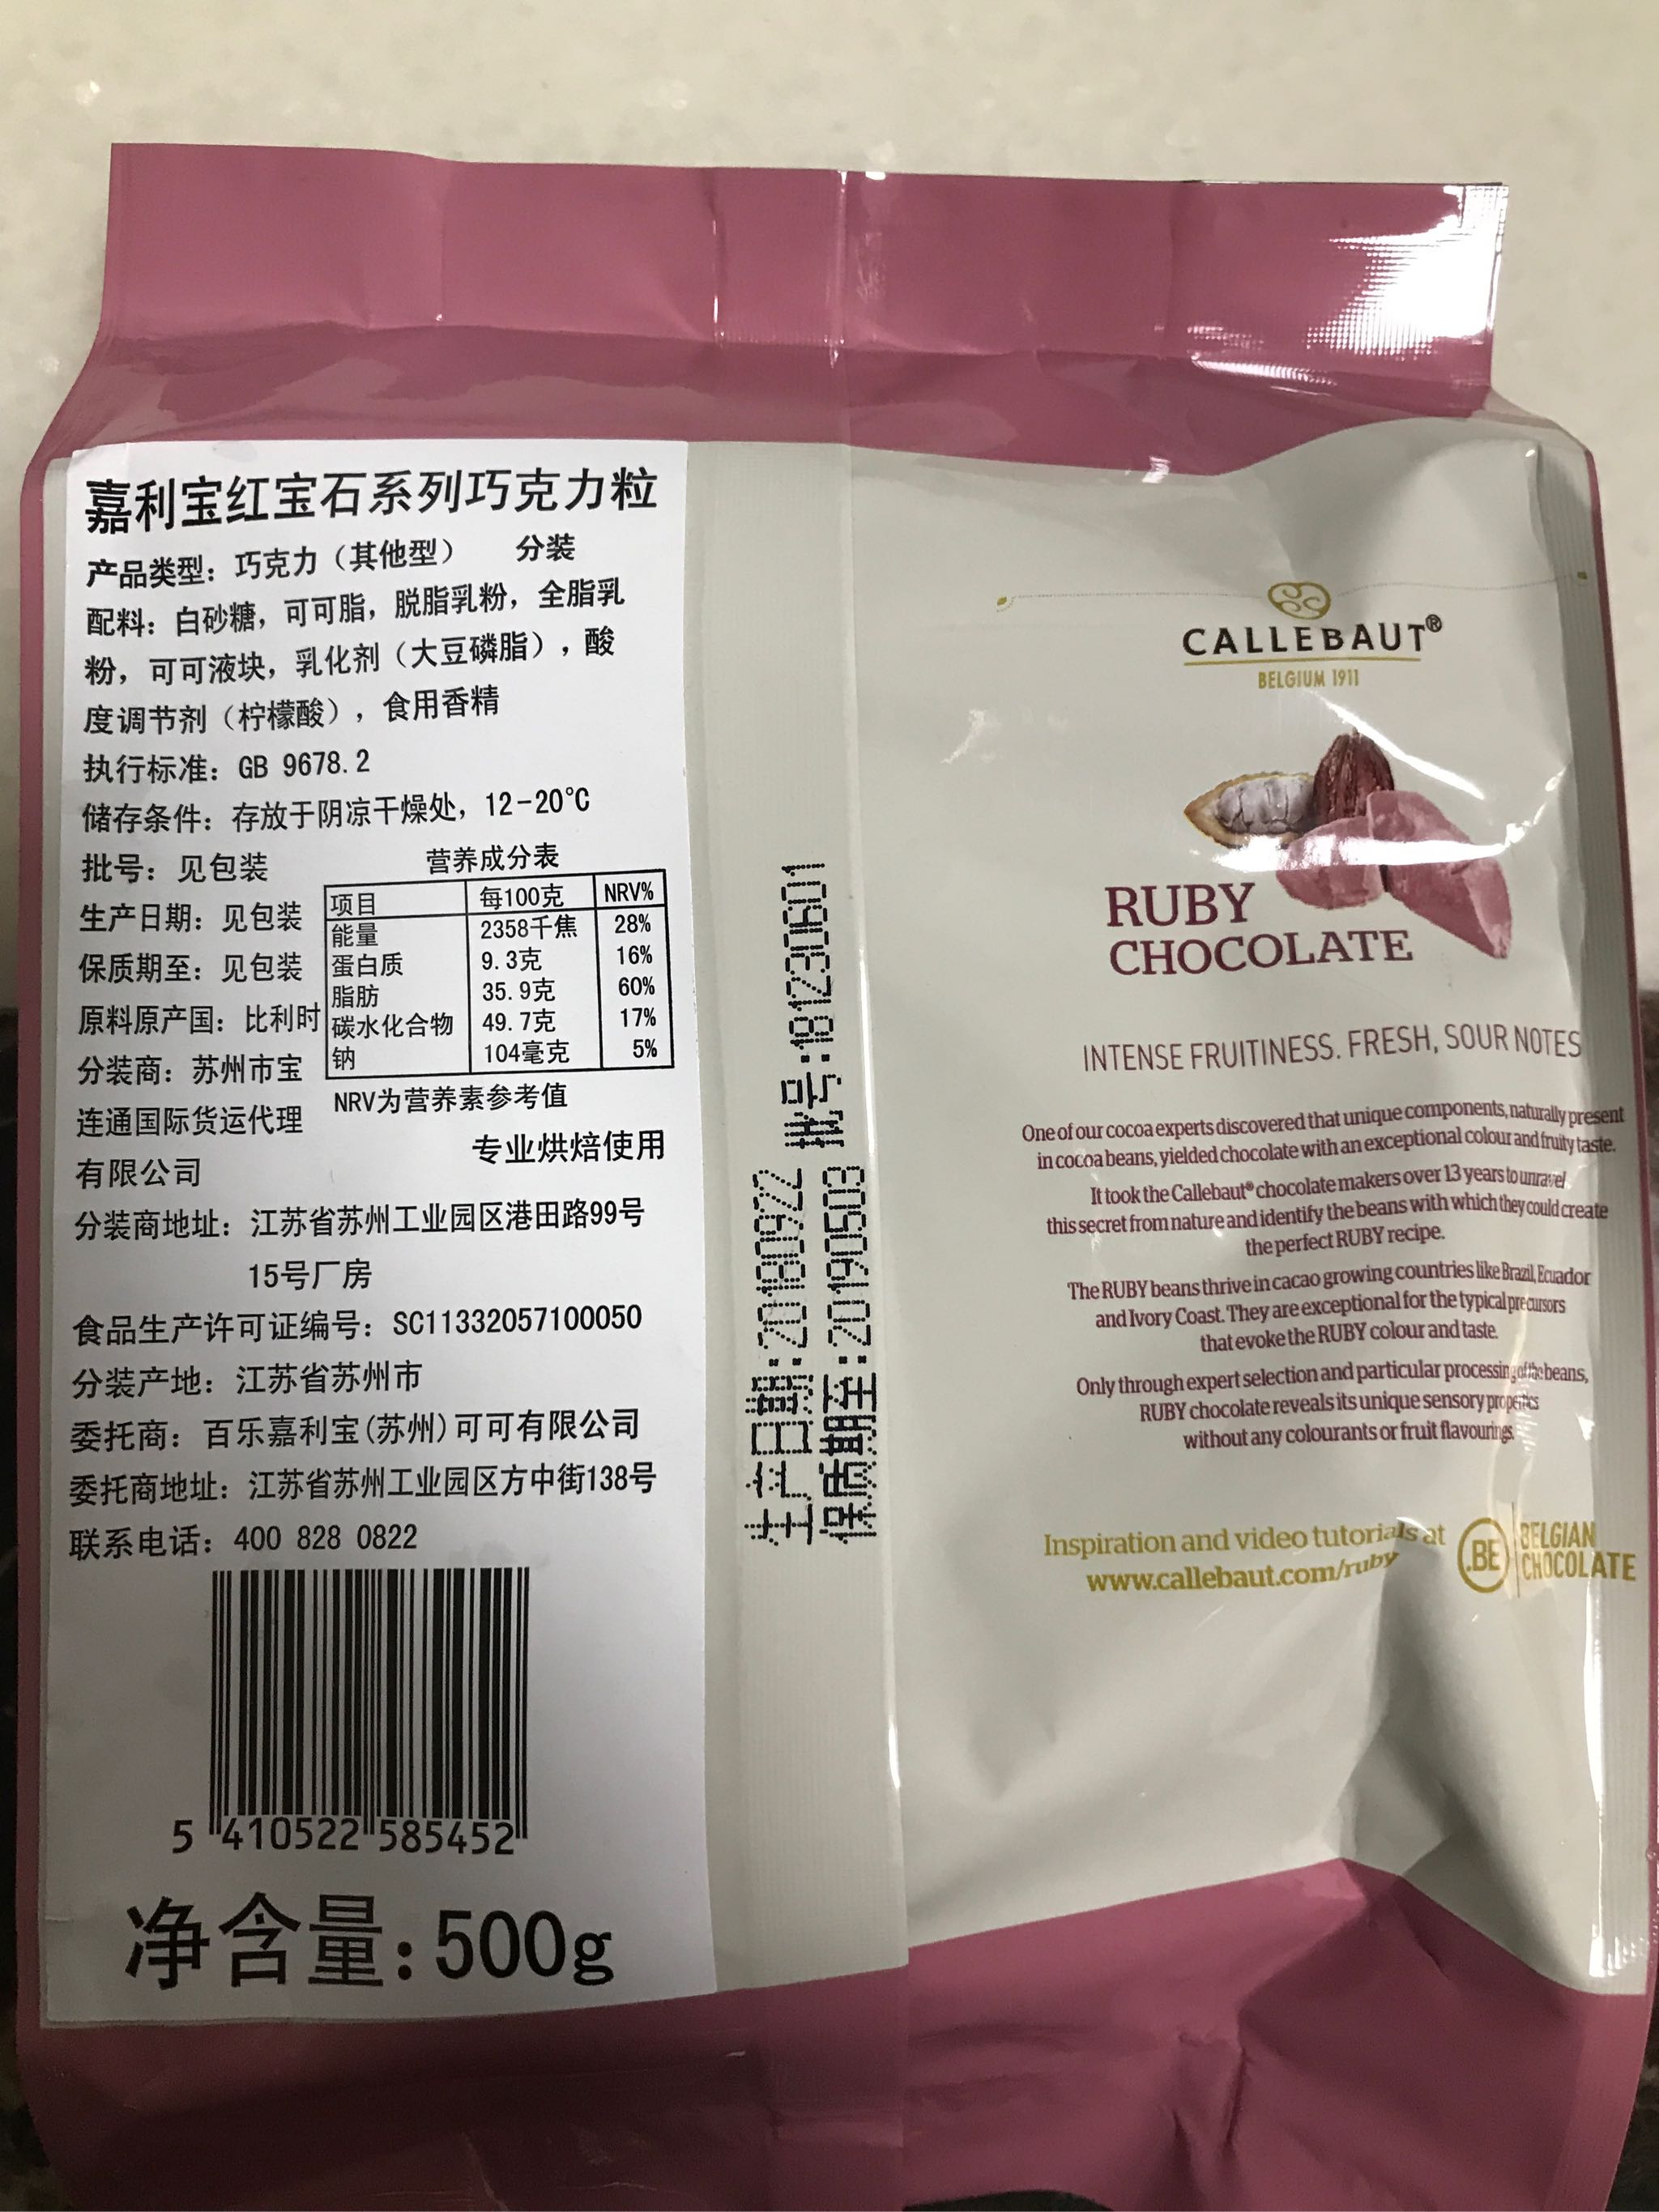 嘉利宝红宝石系列巧克力粒
产品类型：巧克力（其他型） 分装
配料：白砂糖，可可脂，脱脂乳粉，全脂乳
粉，可可液块，乳化剂（大豆磷脂），酸
度调节剂（柠檬酸），食用香精
执行标准：GB 9678.2
储存条件：存放于阴凉干燥处，12-20℃
批号：见包装
生产日期：见包装
保质期至：见包装
原料原产国：比利时
分装商：苏州市宝
连通国际货运代理
有限公司
营养成分表
项目 每100克 NRV%
能量 2358千焦 28%
蛋白质 9.3克 16%
脂肪 35.9克 60%
碳水化合物 49.7克 17%
钠 104毫克 5%
NRV为营养素参考值
专业烘焙使用
分装商地址：江苏省苏州工业园区港田路99号
15号厂房
食品生产许可证编号：SC11332057100050
分装产地：江苏省苏州市
委托商：百乐嘉利宝(苏州)可可有限公司
委托商地址：江苏省苏州工业园区方中街138号
联系电话：400 828 0822
5 410522 585452
净含量：500g
生产日期:20180922 批号:181230601
保质期至:20190503
CALLEBAUT®
BELGIUM 1911
RUBY
CHOCOLATE
INTENSE FRUITINESS. FRESH, SOUR NOTES
One of our cocoa experts discovered that unique components, naturally present
in cocoa beans, yielded chocolate with an exceptional colour and fruity taste.
It took the Callebaut® chocolate makers over 13 years to unravel
this secret from nature and identify the beans with which they could create
the perfect RUBY recipe.
The RUBY beans thrive in cacao growing countries like Brazil, Ecuador
and Ivory Coast. They are exceptional for the typical precursors
that evoke the RUBY colour and taste.
Only through expert selection and particular processing of the beans,
RUBY chocolate reveals its unique sensory properties
without any colourants or fruit flavourings.
Inspiration and video tutorials at
www.callebaut.com/ruby
.BE BELGIAN
CHOCOLATE